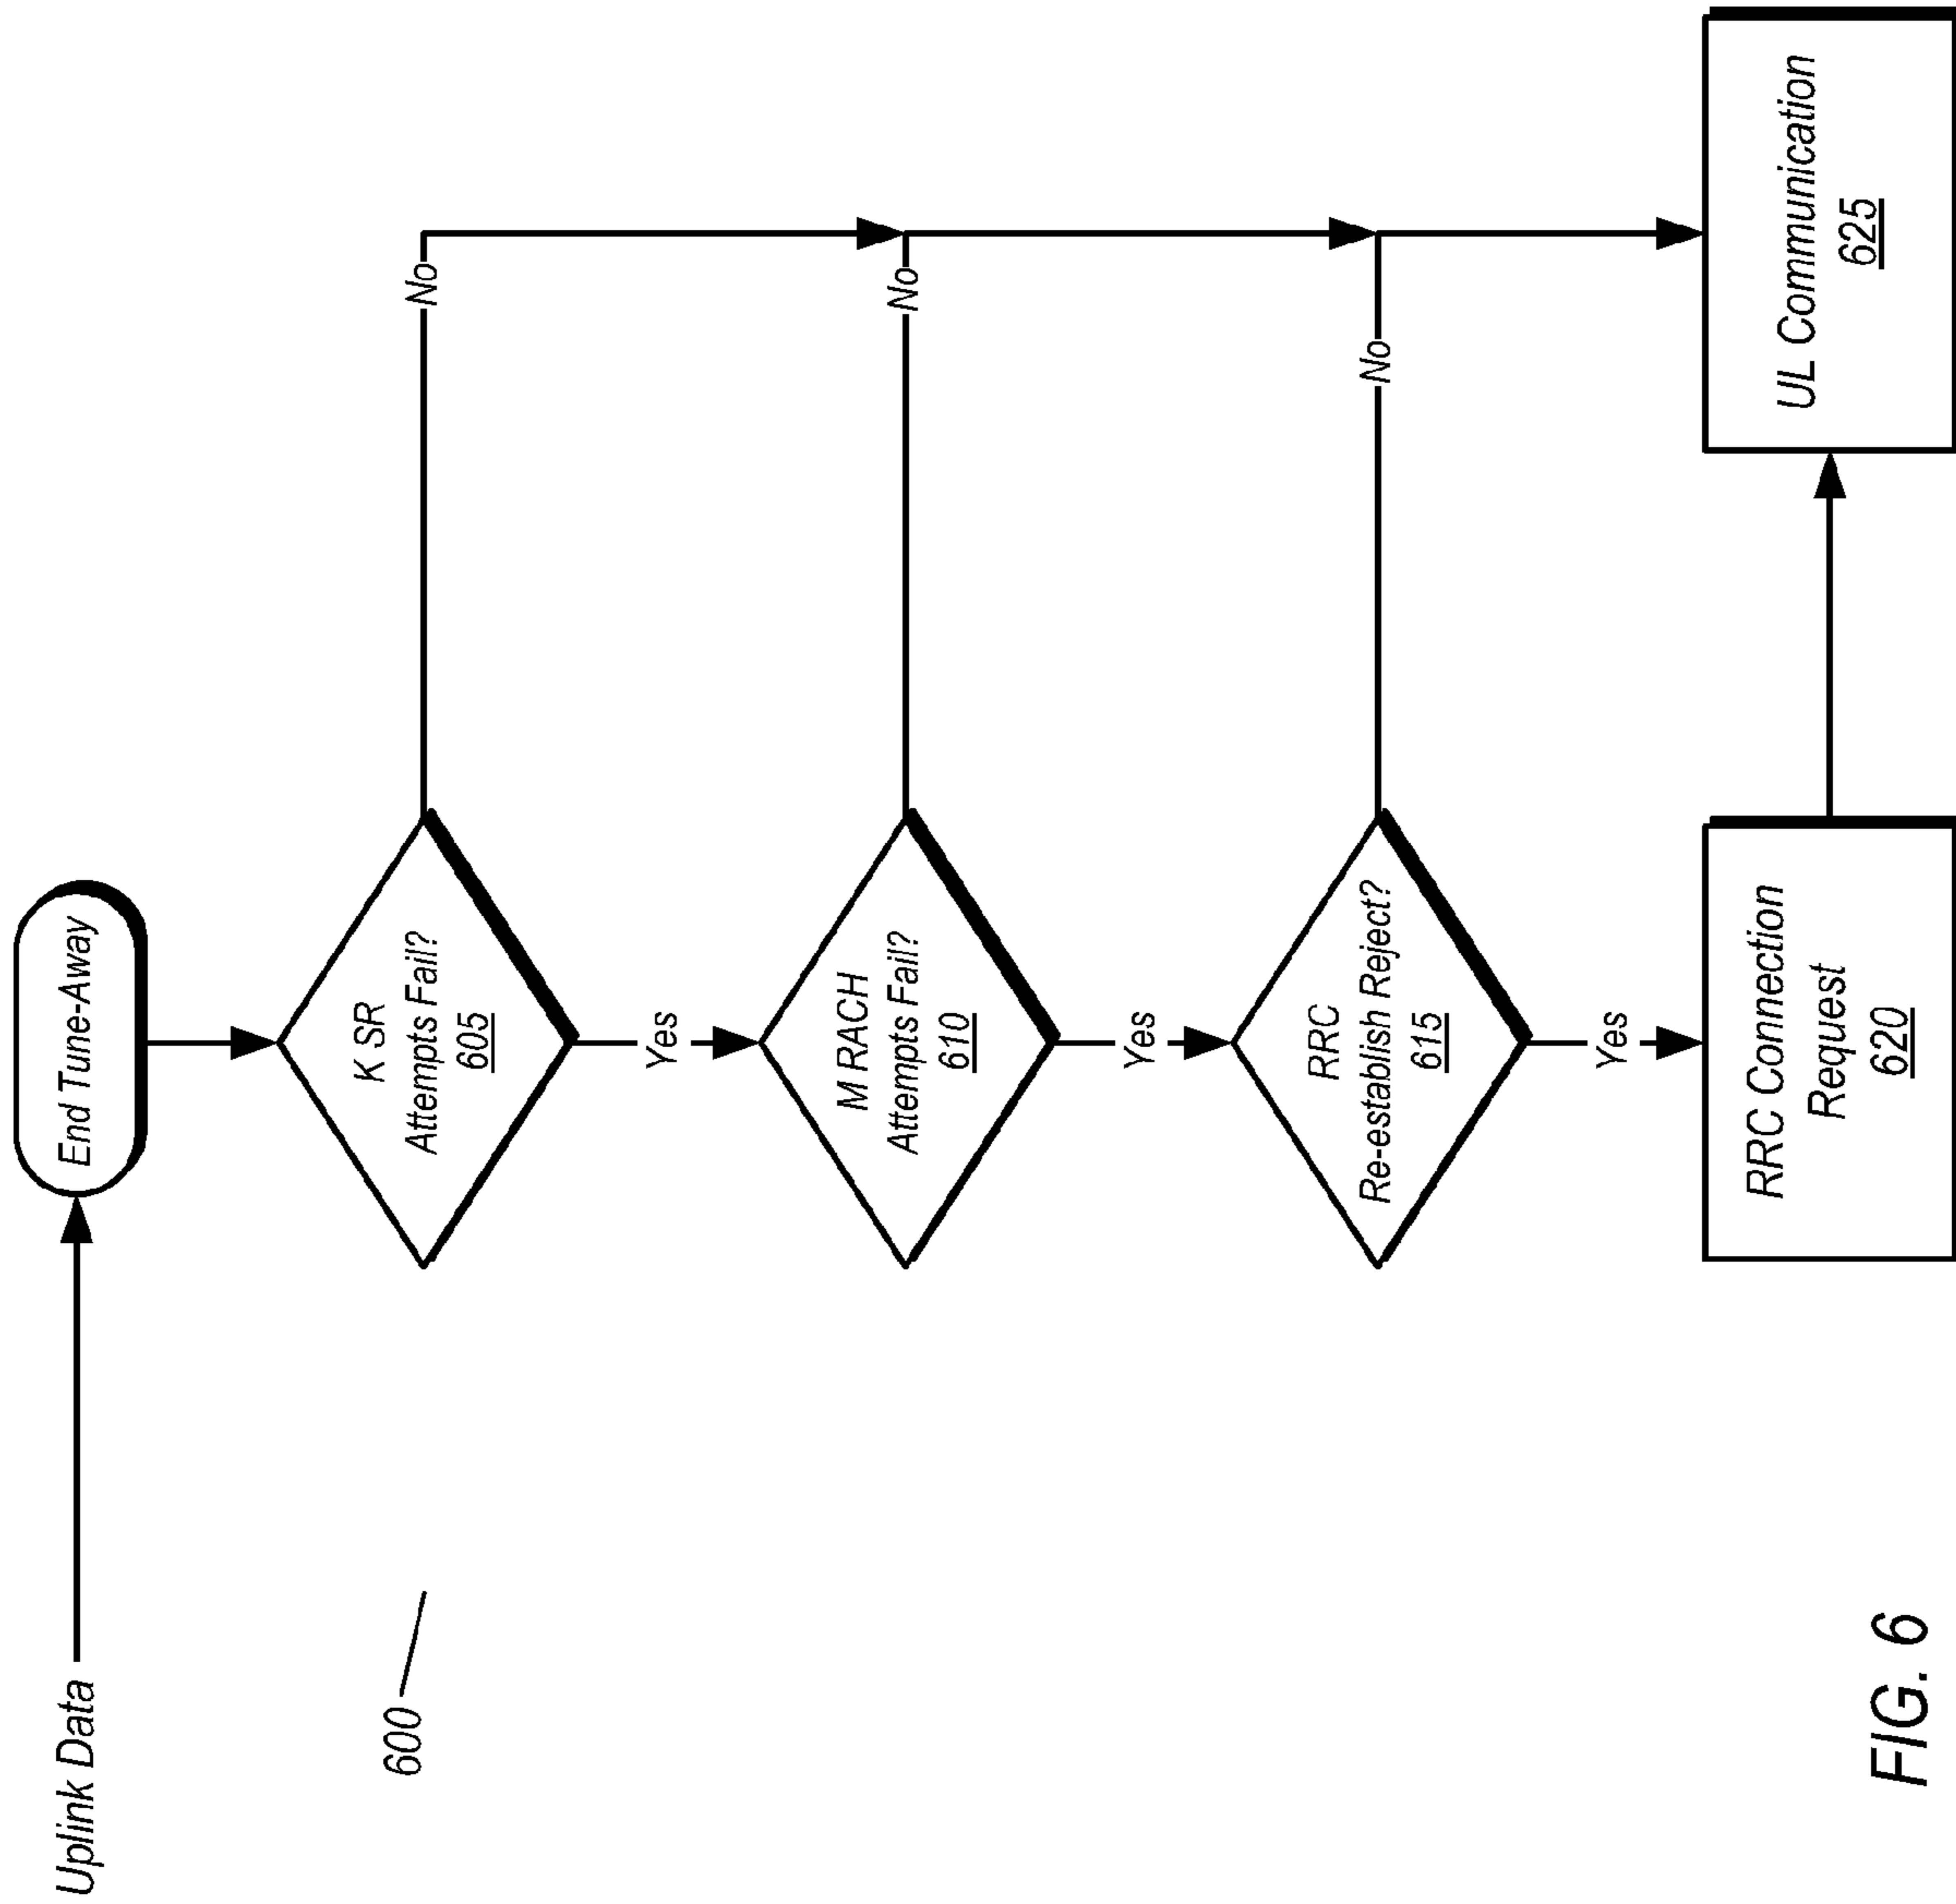 Uplink Data
End Tune-Away
600
K SR
Attempts Fail?
605
No
Yes
M RACH
Attempts Fail?
610
No
Yes
RRC
Re-establish Reject?
615
No
Yes
RRC Connection
Request
620
UL Communication
625
FIG. 6